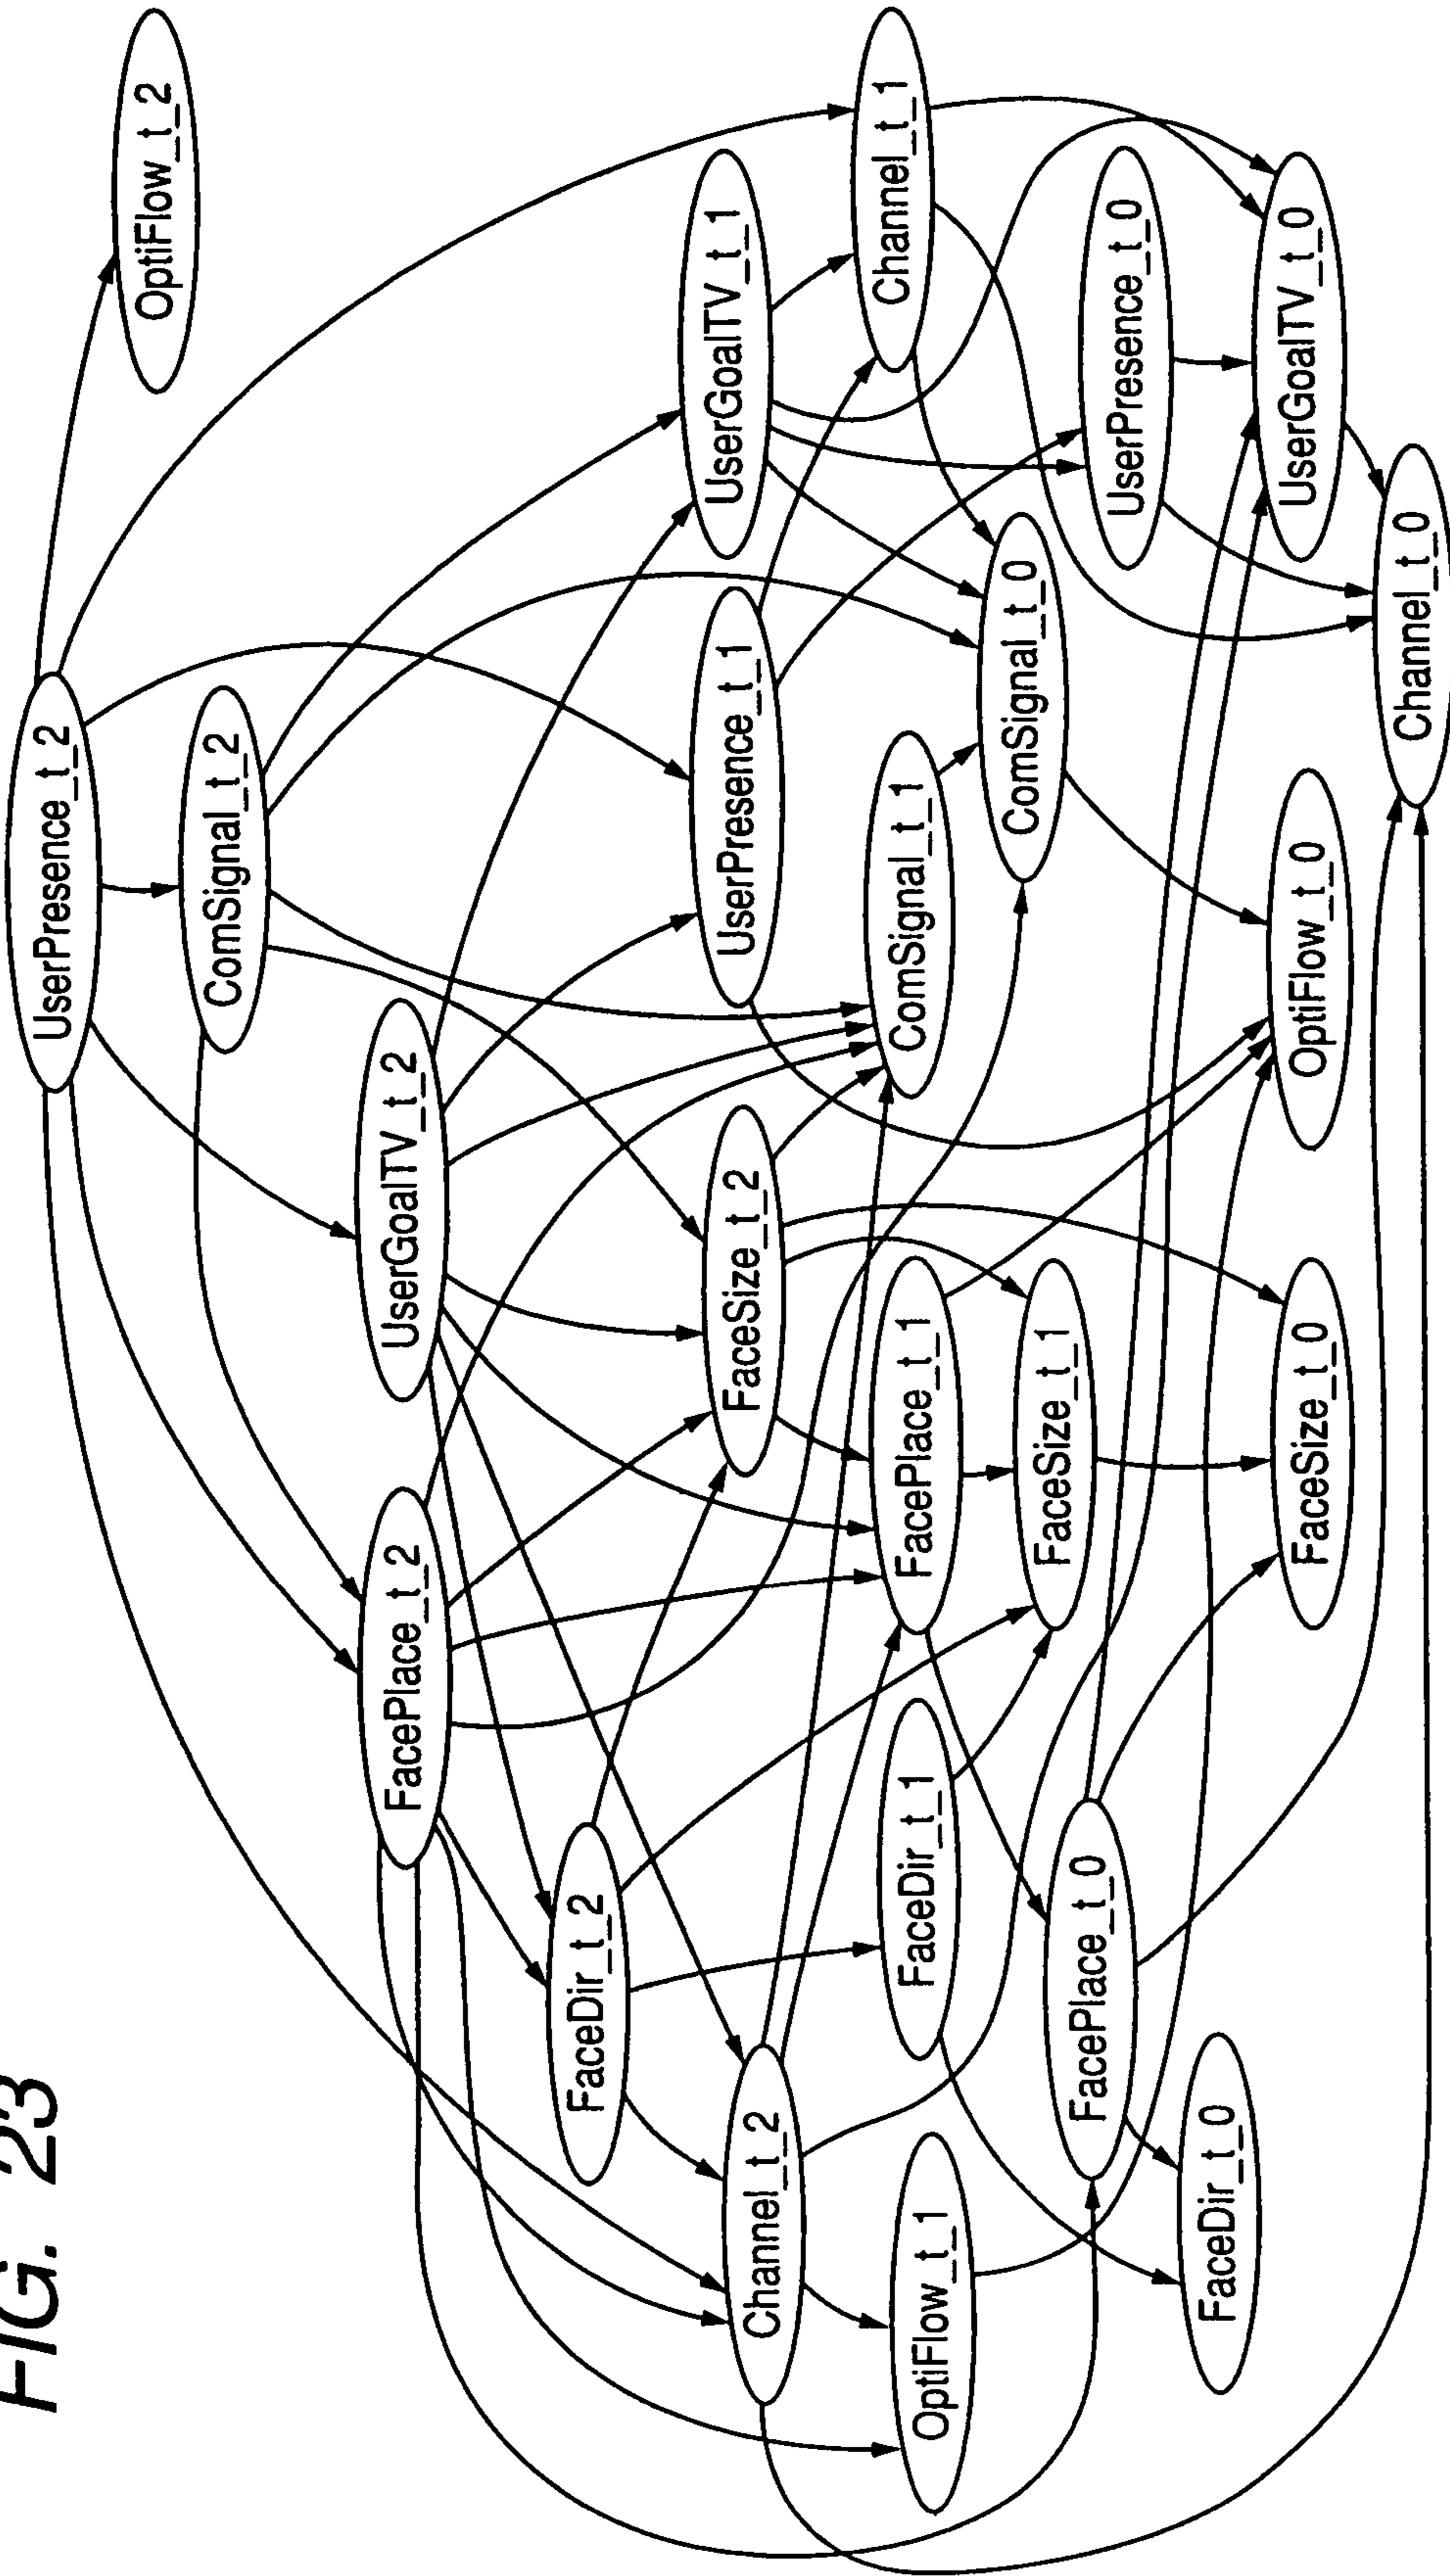 FIG. 23
UserPresence_t_2
OptiFlow_t_2
ComSignal_t_2
FacePlace_t_2
UserGoalTV_t_2
FaceDir_t_2
Channel_t_2
FaceSize_t_2
UserPresence_t_1
UserGoalTV_t_1
OptiFlow_t_1
FaceDir_t_1
FacePlace_t_1
ComSignal_t_1
Channel_t_1
FaceSize_t_1
ComSignal_t_0
FacePlace_t_0
UserPresence_t_0
FaceDir_t_0
FaceSize_t_0
OptiFlow_t_0
UserGoalTV_t_0
Channel_t_0